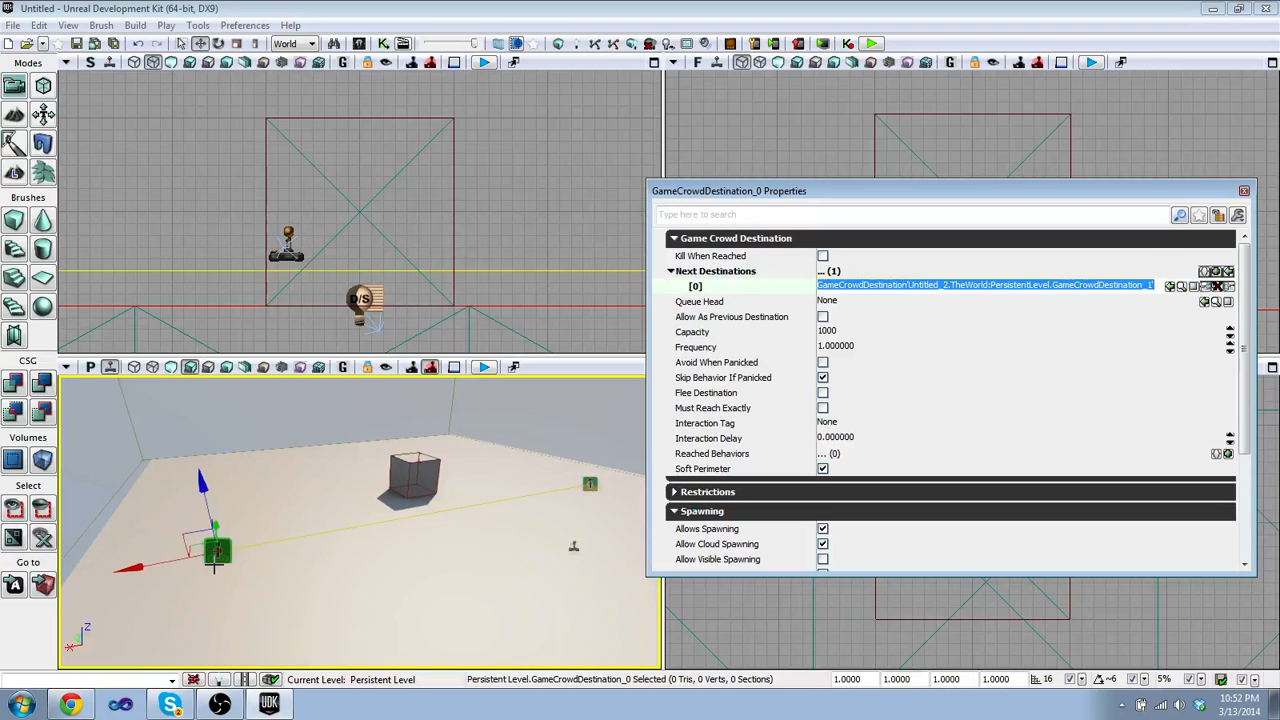 Untitled - Unreal Development Kit (64-bit, DX9)
File Edit View Brush Build Play Tools Preferences Help
World
Modes
S G
F G
GameCrowdDestination_0 Properties
Type here to search
Game Crowd Destination
Kill When Reached
Next Destinations ... (1)
[0] GameCrowdDestination'Untitled_2.TheWorld:PersistentLevel.GameCrowdDestination_1'
Queue Head None
Allow As Previous Destination
Capacity 1000
Frequency 1.000000
Avoid When Panicked
Skip Behavior If Panicked
Flee Destination
Must Reach Exactly
Interaction Tag None
Interaction Delay 0.000000
Reached Behaviors ... (0)
Soft Perimeter
Restrictions
Spawning
Allows Spawning
Allow Cloud Spawning
Allow Visible Spawning
Brushes
D/S
P G
CSG
Volumes
Select
Go to
Z
X
Current Level: Persistent Level
Persistent Level.GameCrowdDestination_0 Selected (0 Tris, 0 Verts, 0 Sections)
1.0000 1.0000 1.0000 1.0000 16 ~6 5%
UDK
10:52 PM
3/13/2014